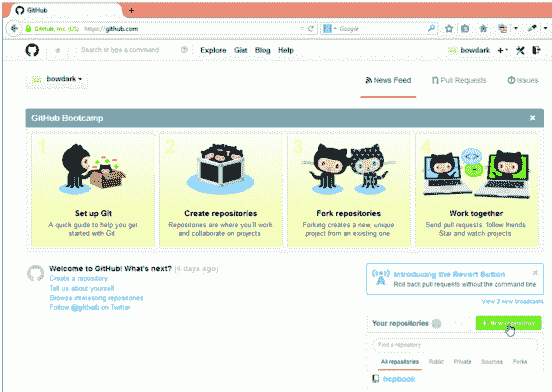 GitHub
GitHub, Inc. (US) https://github.com
Google
Search or type a command
Explore Gist Blog Help
bowdark
bowdark
News Feed Pull Requests Issues
GitHub Bootcamp
1 2 3 4
Set up Git
A quick guide to help you get
started with Git
Create repositories
Repositories are where you'll work
and collaborate on projects
Fork repositories
Forking creates a new, unique
project from an existing one
Work together
Send pull requests, follow friends
Star and watch projects
Welcome to GitHub! What's next? (6 days ago)
Create a repository
Tell us about yourself
Browse interesting repositories
Follow @github on Twitter
Introducing the Revert Button
Roll back pull requests without the command line
View 2 new broadcasts
Your repositories
New repository
Find a repository
All repositories Public Private Sources Forks
hcpbook